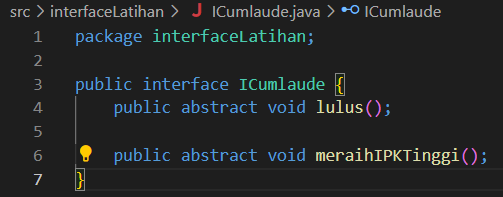 src > interfaceLatihan > J ICumlaude.java > ICumlaude
1 package interfaceLatihan;
2
3 public interface ICumlaude {
4 public abstract void lulus();
5
6 public abstract void meraihIPKTinggi();
7 }